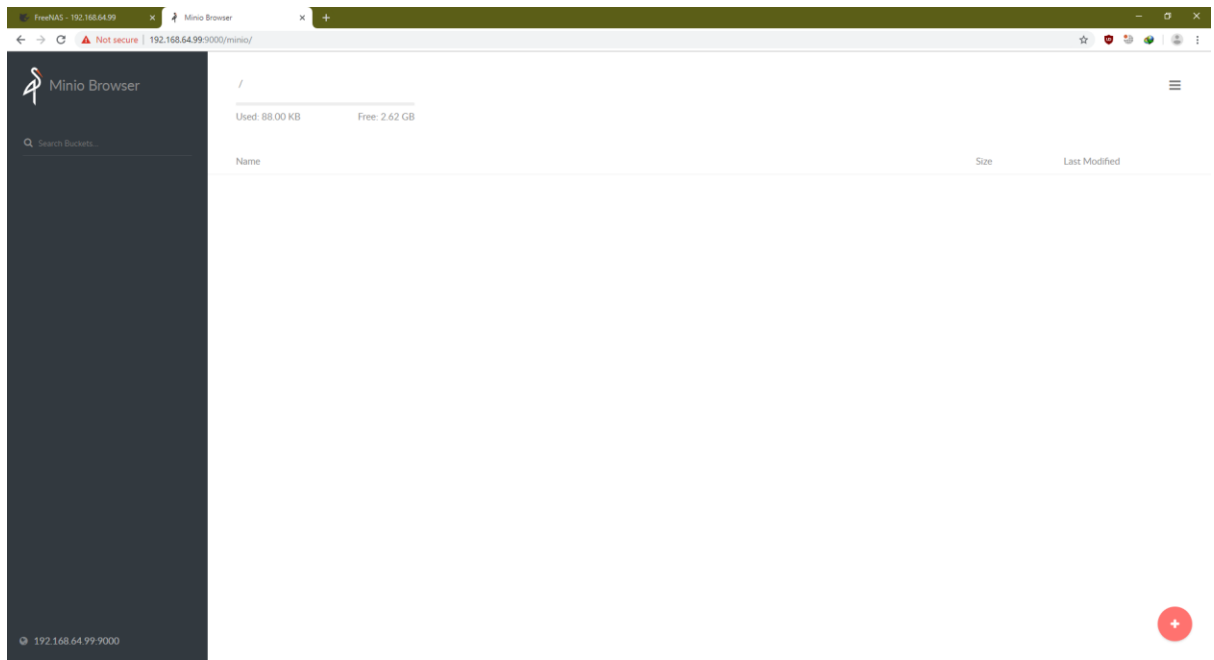 FreeNAS - 192.168.64.99
Minio Browser
Not secure | 192.168.64.99:9000/minio/
Minio Browser
/
Used: 88.00 KB Free: 2.62 GB
Search Buckets...
Name Size Last Modified
192.168.64.99:9000